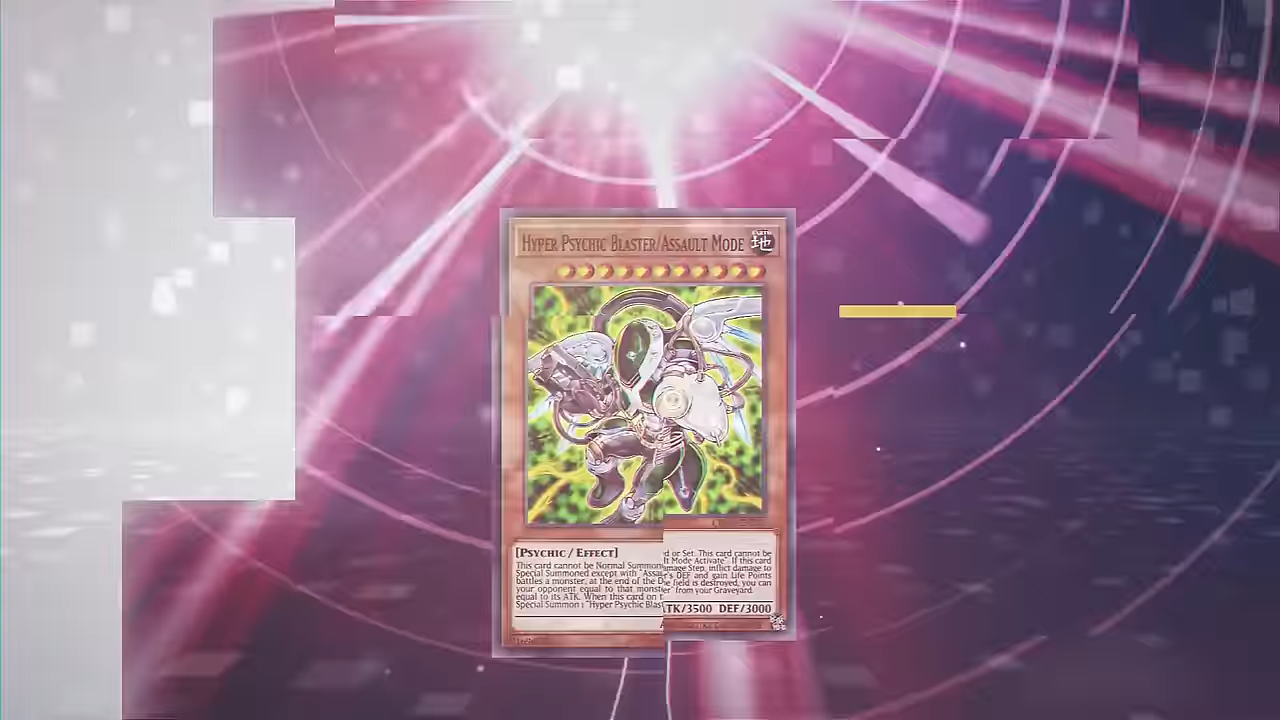 HYPER PSYCHIC BLASTER/ASSAULT MODE
EARTH
地
[PSYCHIC / EFFECT]
This card cannot be Normal Summon d or Set. This card cannot be
Special Summoned except with "Assau lt Mode Activate". If this card
battles a monster, at the end of the D amage Step, inflict damage to
your opponent equal to that monster 's DEF and gain Life Points
equal to its ATK. When this card on t he field is destroyed, you can
Special Summon 1 "Hyper Psychic Blas " from your Graveyard.
TK/3500 DEF/3000